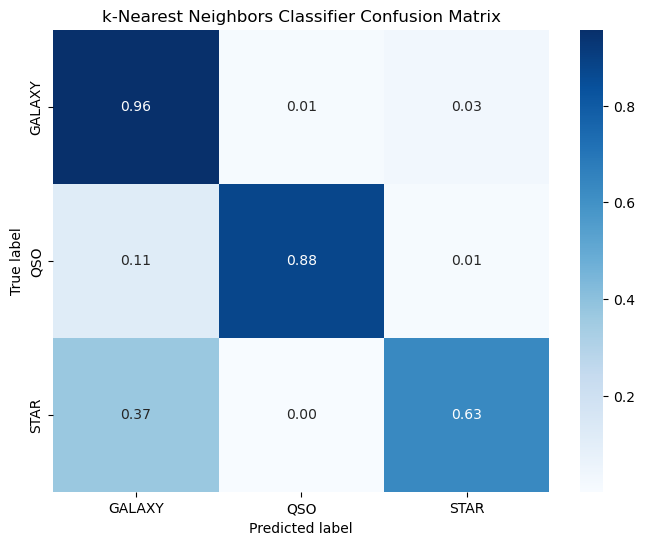 k-Nearest Neighbors Classifier Confusion Matrix
GALAXY
0.96 0.01 0.03
QSO
0.11 0.88 0.01
STAR
0.37 0.00 0.63
True label
GALAXY QSO STAR
Predicted label
0.8
0.6
0.4
0.2